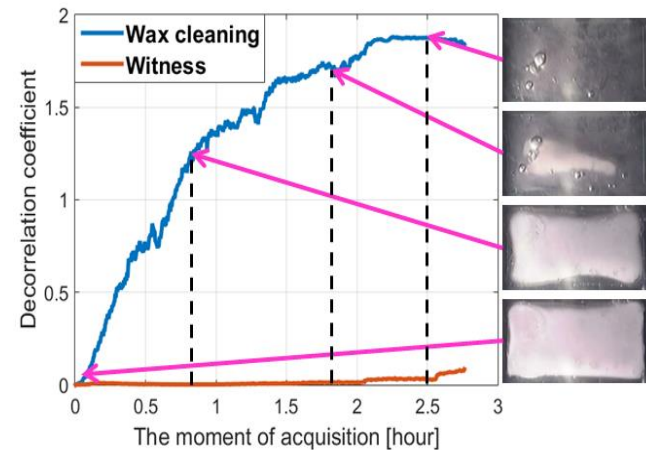 2
Wax cleaning
Witness
1.5
1
0.5
0
Decorrelation coefficient
0 0.5 1 1.5 2 2.5 3
The moment of acquisition [hour]